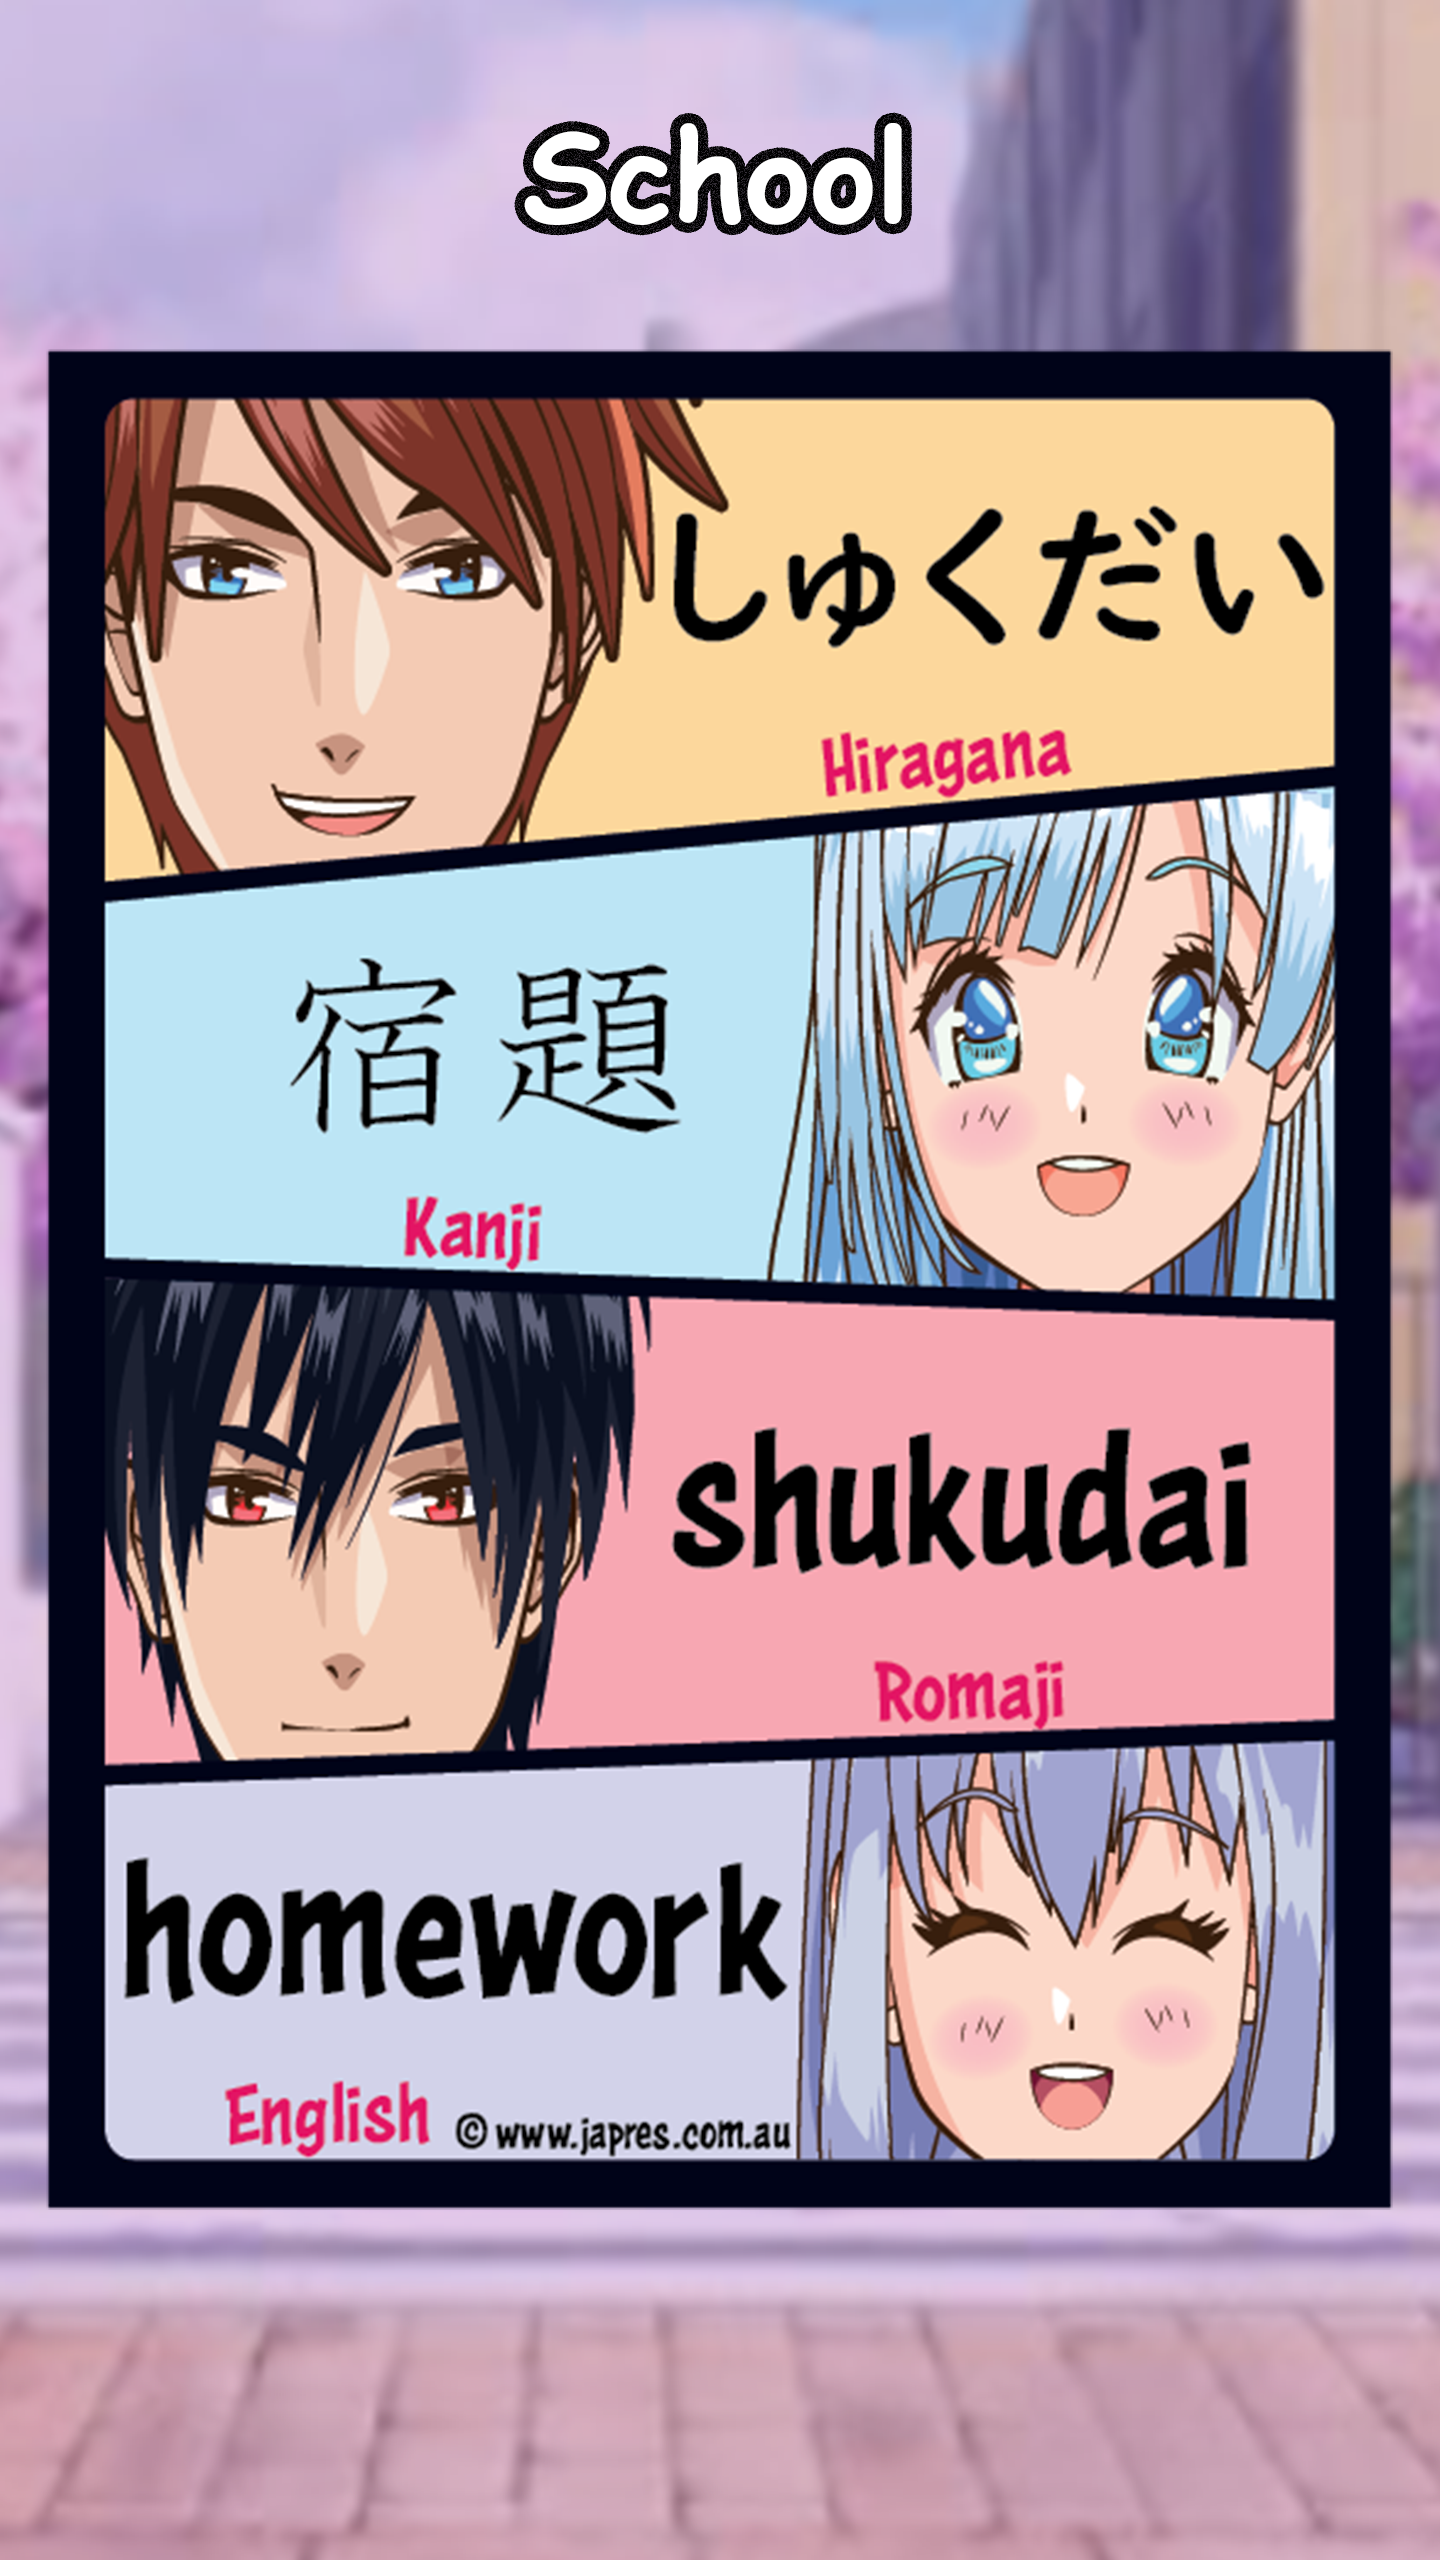 School
しゅくだい
Hiragana
宿題
Kanji
shukudai
Romaji
homework
English
© www.japres.com.au